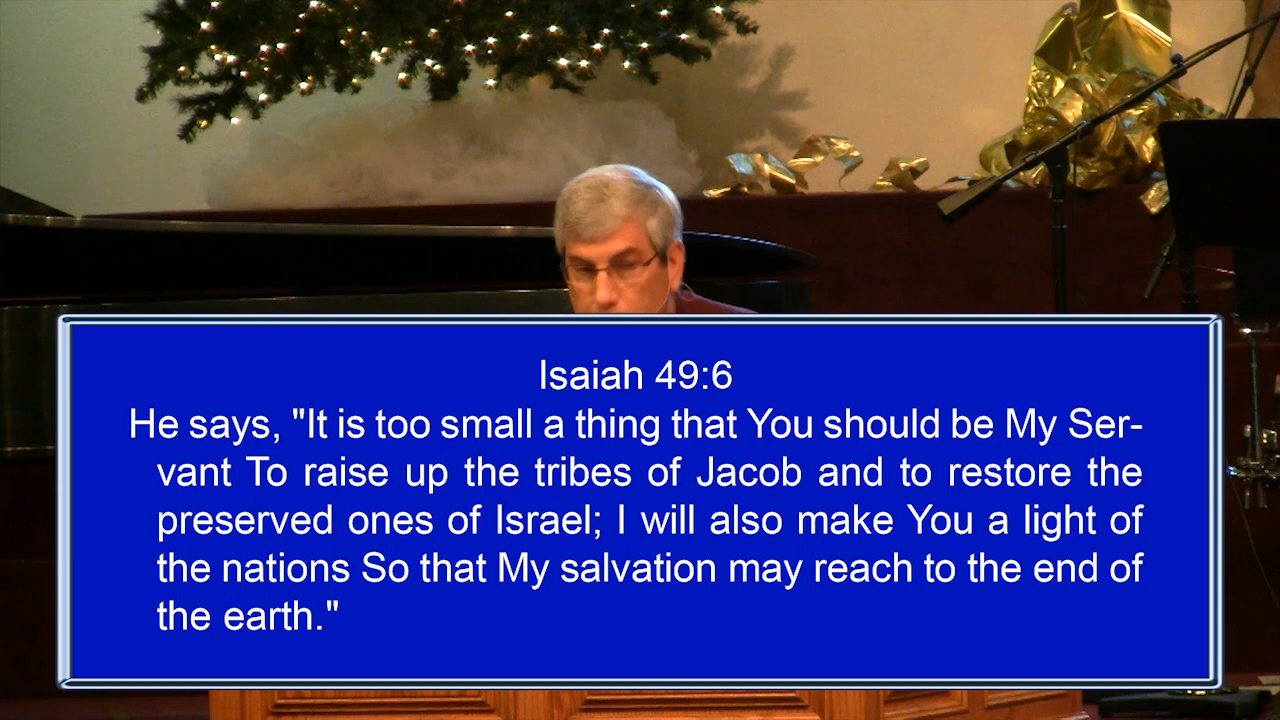 Isaiah 49:6
He says, "It is too small a thing that You should be My Ser-
vant To raise up the tribes of Jacob and to restore the
preserved ones of Israel; I will also make You a light of
the nations So that My salvation may reach to the end of
the earth."